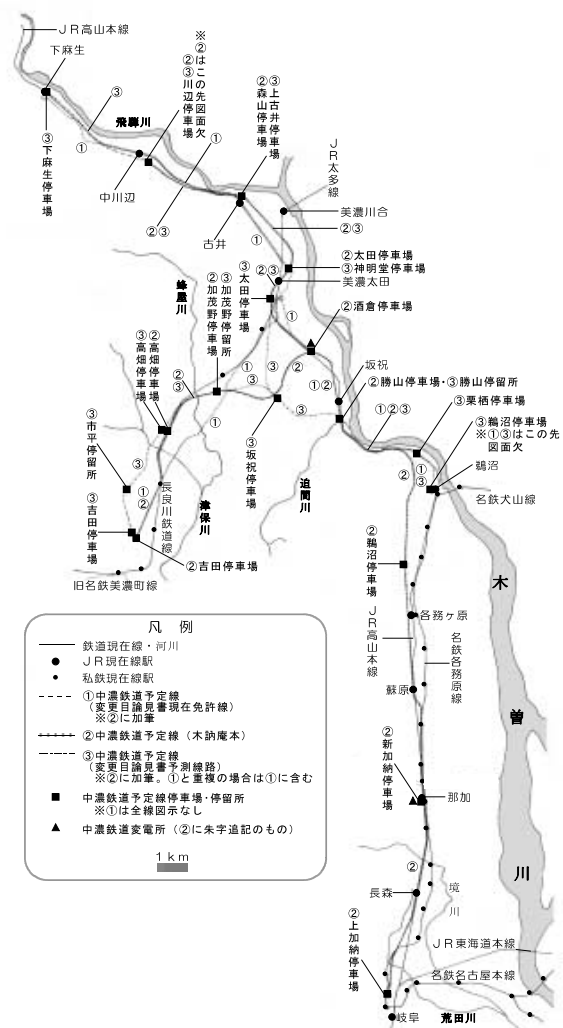 JR高山本線
下麻生
③下麻生停車場
飛騨川
③
①
中川辺
※②はこの先図面欠
②③川辺停車場
①
②③
③上古井停車場
②森山停車場
古井
JR太多線
美濃川合
②③
①
②太田停車場
③神明堂停車場
②③
美濃太田
③太田停車場
①
②酒倉停車場
蜂屋川
③加茂野停留所
②加茂野停車場
①
③
③
②
①②
坂祝
②勝山停車場・③勝山停留所
③
①②③
③栗栖停車場
③鵜沼停車場
※①③はこの先図面欠
②
①
③
鵜沼
名鉄犬山線
②高畑停車場
③高畑停車場
②
③
①
③坂祝停車場
迫間川
③市平停留所
③
①
②
③吉田停車場
②吉田停車場
長良川鉄道線
津保川
旧名鉄美濃町線
②鵜沼停車場
木
曽
川
各務ヶ原
JR高山本線
名鉄各務原線
蘇原
②新加納停車場
那加
②
長森
境川
②上加納停車場
JR東海道本線
名鉄名古屋本線
岐阜
荒田川
凡 例
鉄道現在線・河川
JR現在線駅
私鉄現在線駅
①中濃鉄道予定線
(変更目論見書現在免許線)
※②に加筆
②中濃鉄道予定線(木訥庵本)
③中濃鉄道予定線
(変更目論見書予測線路)
※②に加筆。①と重複の場合は①に含む
中濃鉄道予定線停車場・停留所
※①は全線図示なし
中濃鉄道変電所(②に朱字追記のもの)
1km